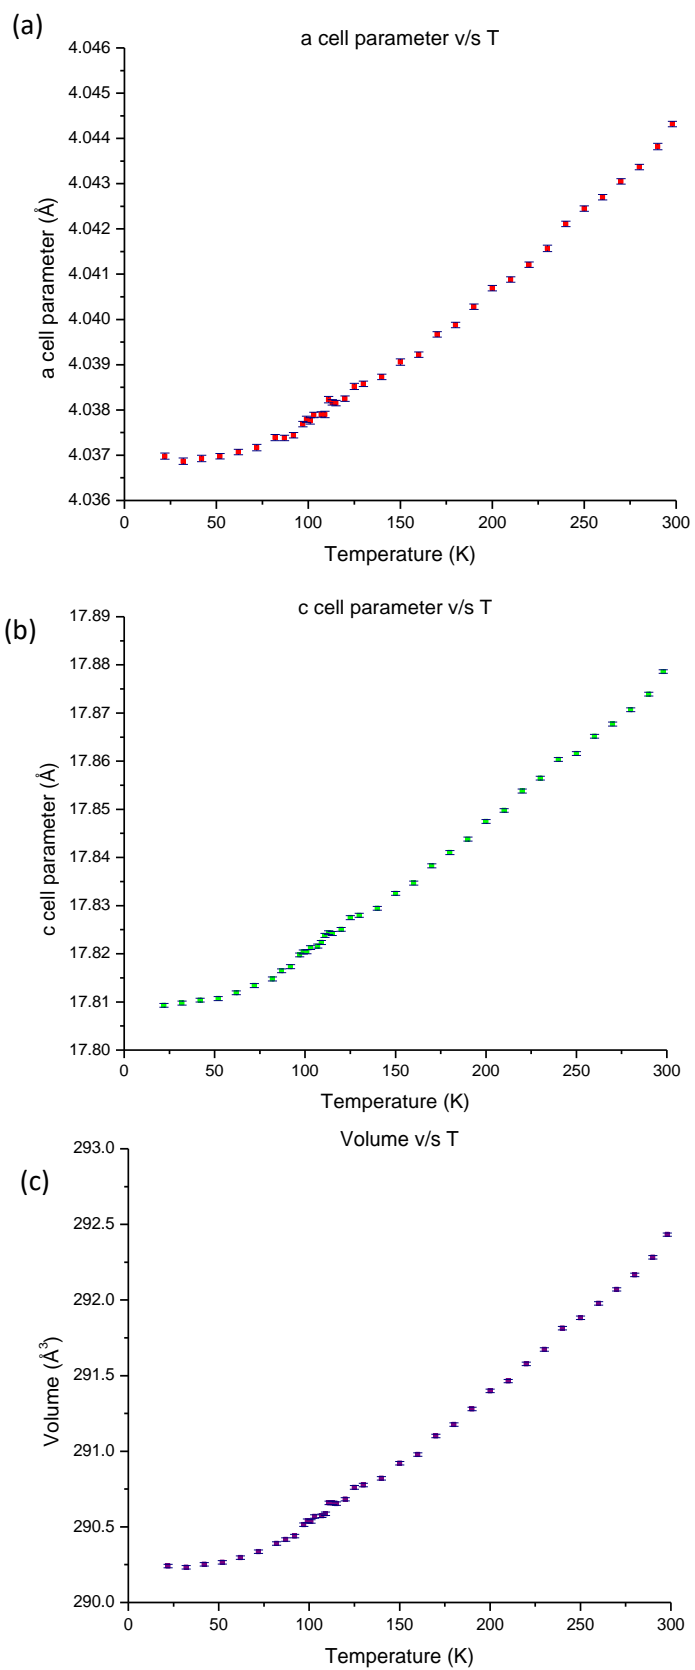 (a)
a cell parameter v/s T
4.046
4.045
4.044
4.043
4.042
4.041
4.040
4.039
4.038
4.037
4.036
a cell parameter (Å)
0 50 100 150 200 250 300
Temperature (K)
(b)
c cell parameter v/s T
17.89
17.88
17.87
17.86
17.85
17.84
17.83
17.82
17.81
17.80
c cell parameter (Å)
0 50 100 150 200 250 300
Temperature (K)
(c)
Volume v/s T
293.0
292.5
292.0
291.5
291.0
290.5
290.0
Volume (Å³)
0 50 100 150 200 250 300
Temperature (K)